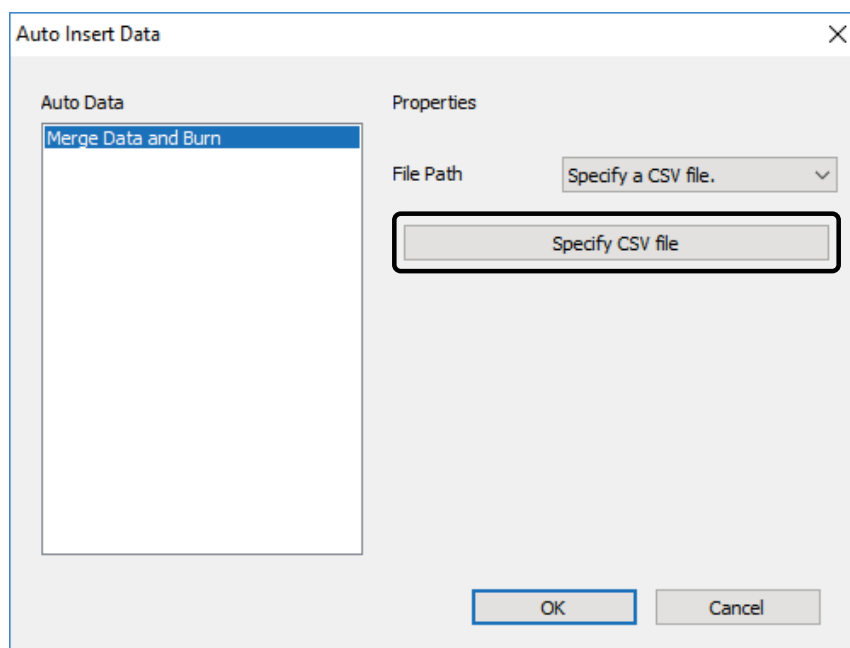 Auto Insert Data
Auto Data
Properties
Merge Data and Burn
File Path
Specify a CSV file.
Specify CSV file
OK
Cancel